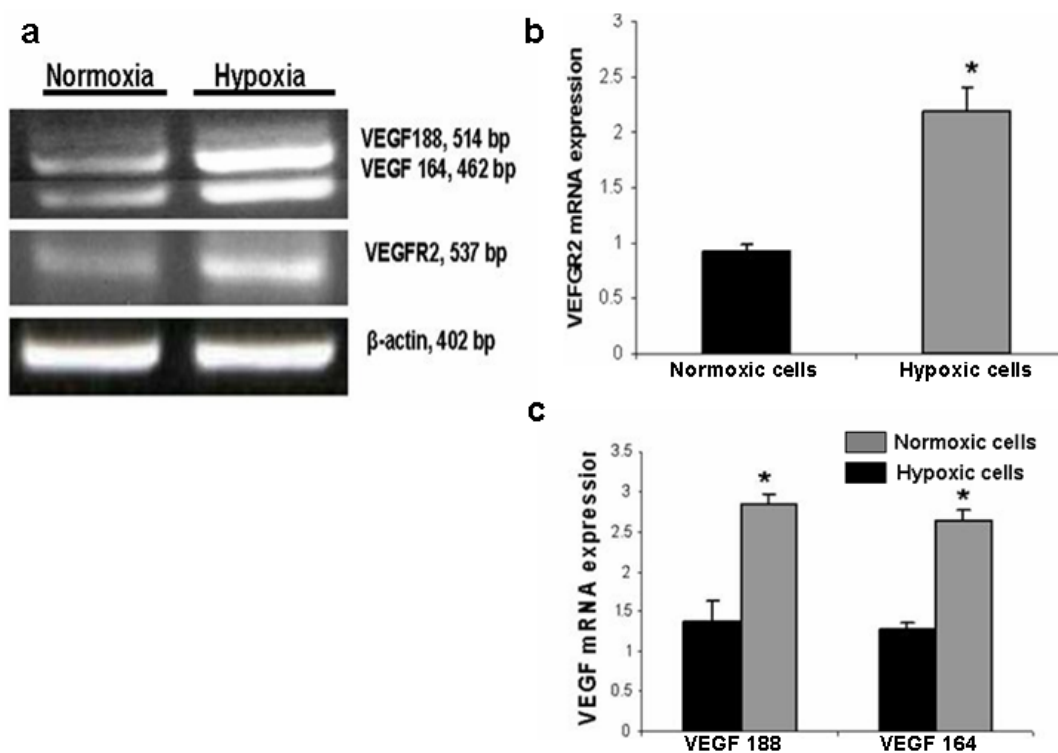 a
Normoxia Hypoxia
VEGF188, 514 bp
VEGF 164, 462 bp
VEGFR2, 537 bp
β-actin, 402 bp
b
VEFGR2 mRNA expression
3
2.5
2
1.5
1
0.5
0
*
Normoxic cells Hypoxic cells
c
VEGF mRNA expression
3.5
3
2.5
2
1.5
1
0.5
0
Normoxic cells
Hypoxic cells
* *
VEGF 188 VEGF 164